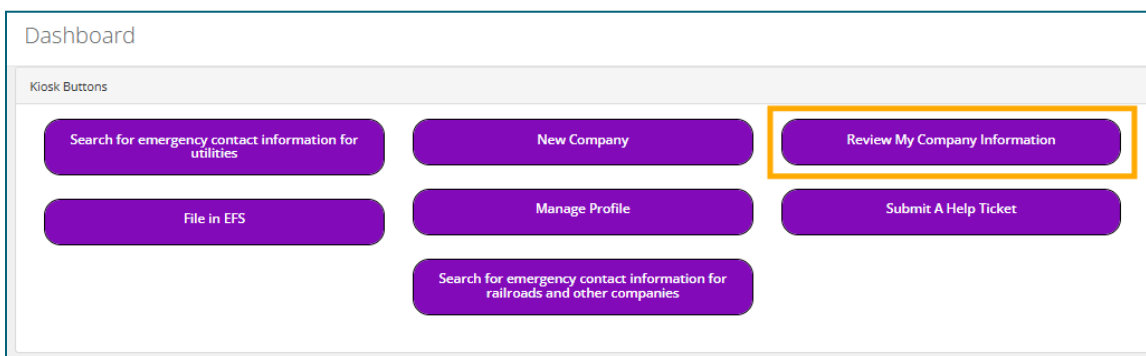 Dashboard
Kiosk Buttons
Search for emergency contact information for
utilities
New Company
Review My Company Information
File in EFS
Manage Profile
Submit A Help Ticket
Search for emergency contact information for
railroads and other companies